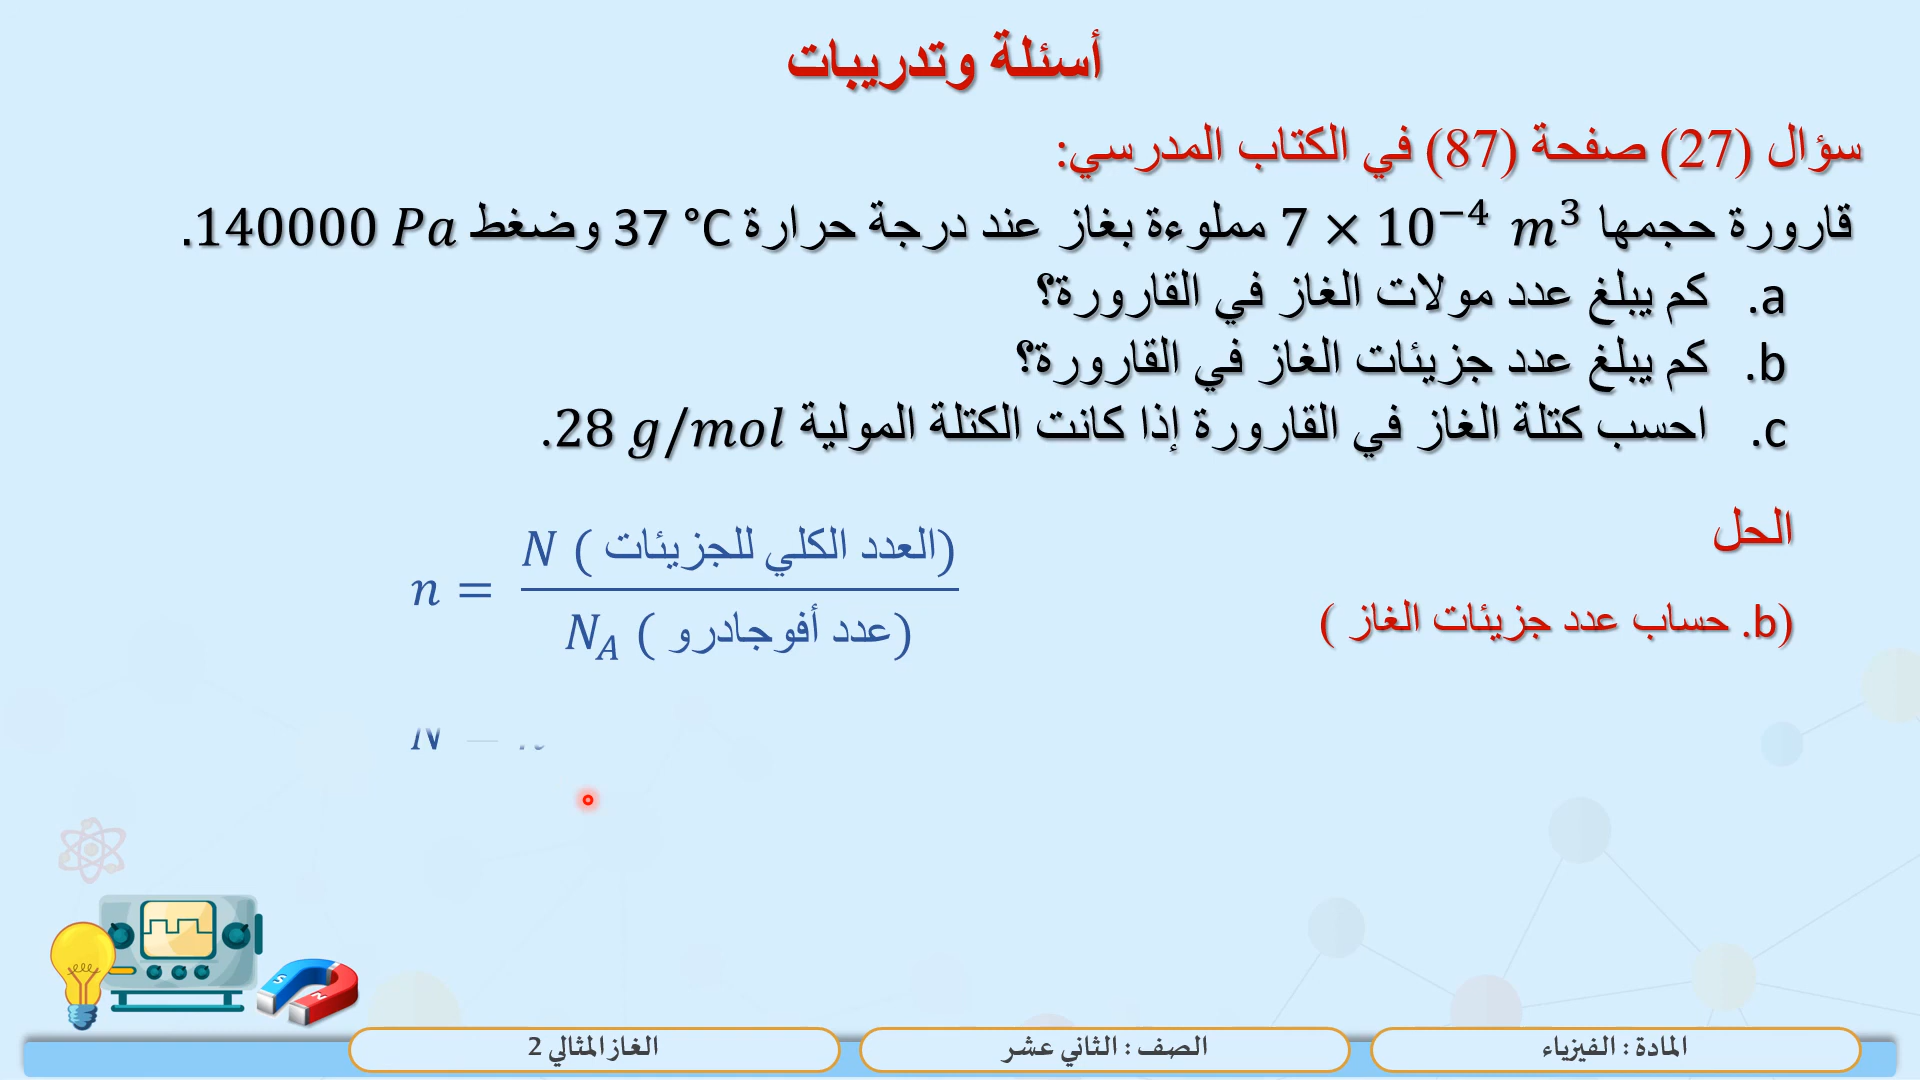 أسئلة وتدريبات
سؤال (27) صفحة (87) في الكتاب المدرسي:
قارورة حجمها 7 × 10⁻⁴ m³ مملوءة بغاز عند درجة حرارة 37 °C وضغط 140000 Pa.
a. كم يبلغ عدد مولات الغاز في القارورة؟
b. كم يبلغ عدد جزيئات الغاز في القارورة؟
c. احسب كتلة الغاز في القارورة إذا كانت الكتلة المولية 28 g/mol.
الحل
(b. حساب عدد جزيئات الغاز )
n = N (العدد الكلي للجزيئات) / N_A (عدد أفوجادرو)
N
S N
المادة : الفيزياء
الصف : الثاني عشر
الغاز المثالي 2